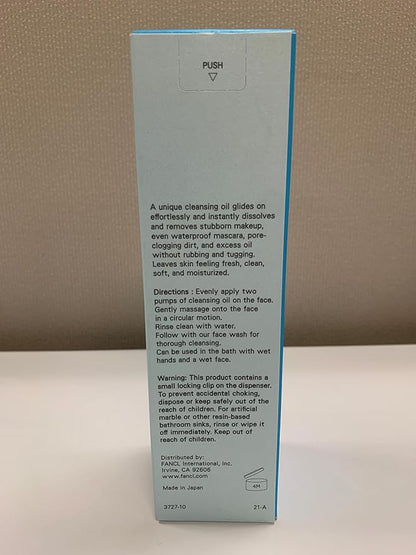 PUSH
A unique cleansing oil glides on
effortlessly and instantly dissolves
and removes stubborn makeup,
even waterproof mascara, pore-
clogging dirt, and excess oil
without rubbing and tugging.
Leaves skin feeling fresh, clean,
soft, and moisturized.
Directions : Evenly apply two
pumps of cleansing oil on the face.
Gently massage onto the face
in a circular motion.
Rinse clean with water.
Follow with our face wash for
thorough cleansing.
Can be used in the bath with wet
hands and a wet face.
Warning: This product contains a
small locking clip on the dispenser.
To prevent accidental choking,
dispose or keep safely out of the
reach of children. For artificial
marble or other resin-based
bathroom sinks, rinse or wipe it
off immediately. Keep out of
reach of children.
Distributed by:
FANCL International, Inc.
Irvine, CA 92606
www.fancl.com
4M
Made in Japan
3727-10 21-A